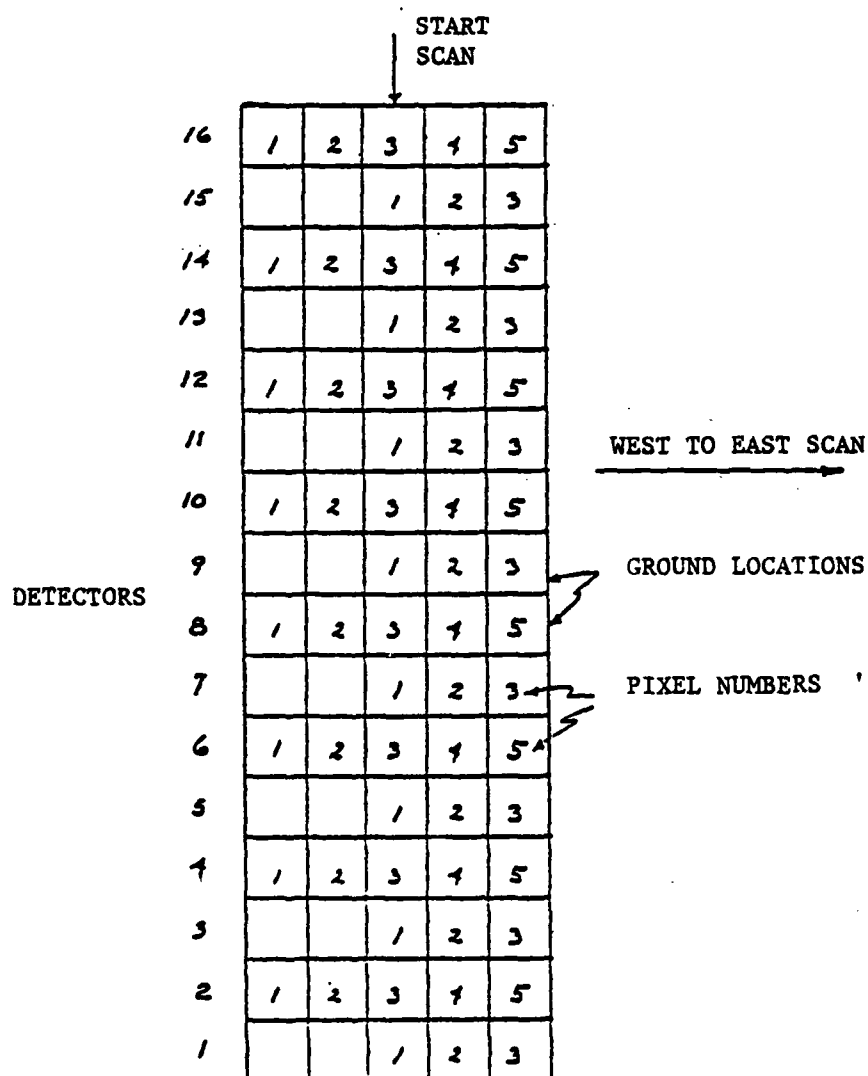 START
SCAN
16 1 2 3 4 5
15 1 2 3
14 1 2 3 4 5
13 1 2 3
12 1 2 3 4 5
11 1 2 3
WEST TO EAST SCAN
10 1 2 3 4 5
9 1 2 3
GROUND LOCATIONS
DETECTORS
8 1 2 3 4 5
7 1 2 3
PIXEL NUMBERS
6 1 2 3 4 5
5 1 2 3
4 1 2 3 4 5
3 1 2 3
2 1 2 3 4 5
1 1 2 3